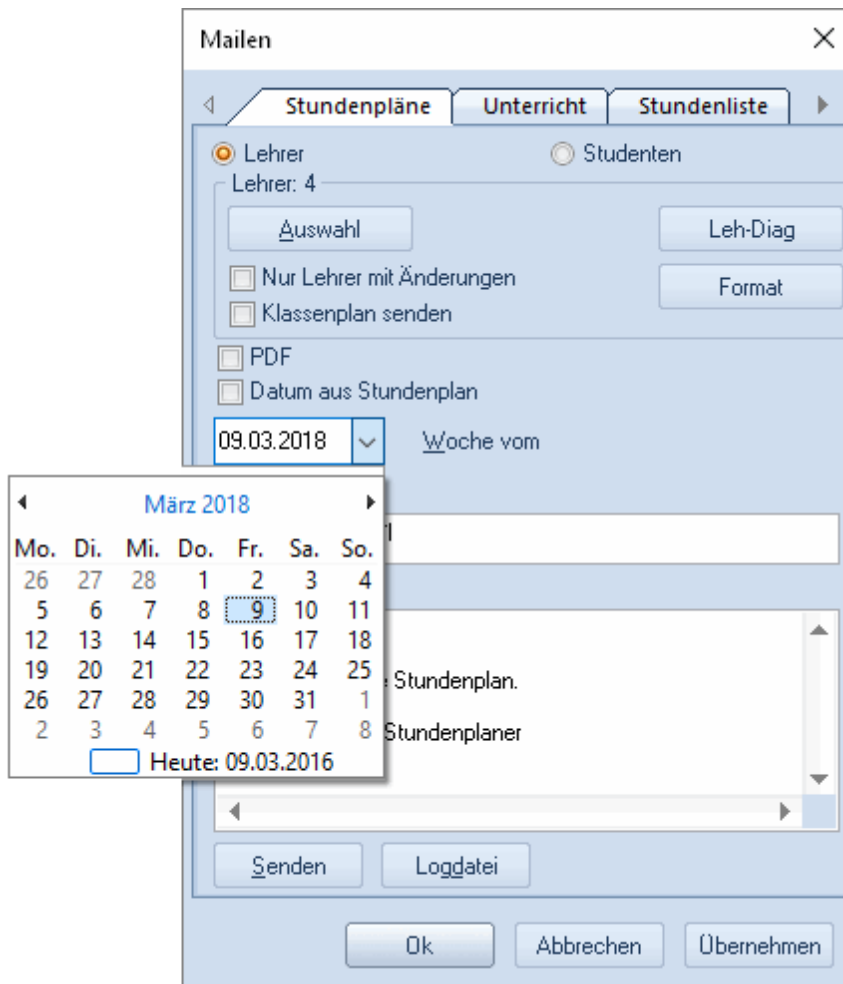 Mailen
Stundenpläne Unterricht Stundenliste
Lehrer Studenten
Lehrer: 4
Auswahl Leh-Diag
Nur Lehrer mit Änderungen Format
Klassenplan senden
PDF
Datum aus Stundenplan
09.03.2018 Woche vom
März 2018
Mo. Di. Mi. Do. Fr. Sa. So.
26 27 28 1 2 3 4
5 6 7 8 9 10 11
12 13 14 15 16 17 18
19 20 21 22 23 24 25
26 27 28 29 30 31 1
2 3 4 5 6 7 8
Heute: 09.03.2016
Stundenplan.
Stundenplaner
Senden Logdatei
Ok Abbrechen Übernehmen